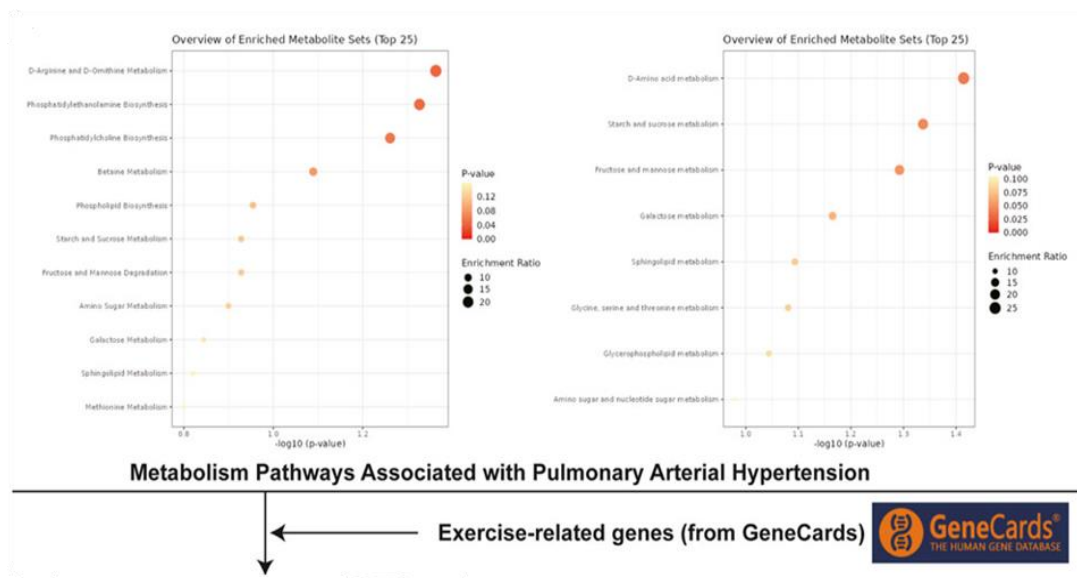 Overview of Enriched Metabolite Sets (Top 25)
D-Arginine and D-Ornithine Metabolism
Phosphatidylethanolamine Biosynthesis
Phosphatidylcholine Biosynthesis
Betaine Metabolism
Phospholipid Biosynthesis
Starch and Sucrose Metabolism
Fructose and Mannose Degradation
Amino Sugar Metabolism
Galactose Metabolism
Sphingolipid Metabolism
Methionine Metabolism
0.8 1.0 1.2
-log10 (p-value)
P-value
0.12
0.08
0.04
0.00
Enrichment Ratio
10
15
20
Overview of Enriched Metabolite Sets (Top 25)
D-Amino acid metabolism
Starch and sucrose metabolism
Fructose and mannose metabolism
Galactose metabolism
Sphingolipid metabolism
Glycine, serine and threonine metabolism
Glycerophospholipid metabolism
Amino sugar and nucleotide sugar metabolism
1.0 1.1 1.2 1.3 1.4
-log10 (p-value)
P-value
0.100
0.075
0.050
0.025
0.000
Enrichment Ratio
10
15
20
25
Metabolism Pathways Associated with Pulmonary Arterial Hypertension
Exercise-related genes (from GeneCards)
GeneCards®
THE HUMAN GENE DATABASE